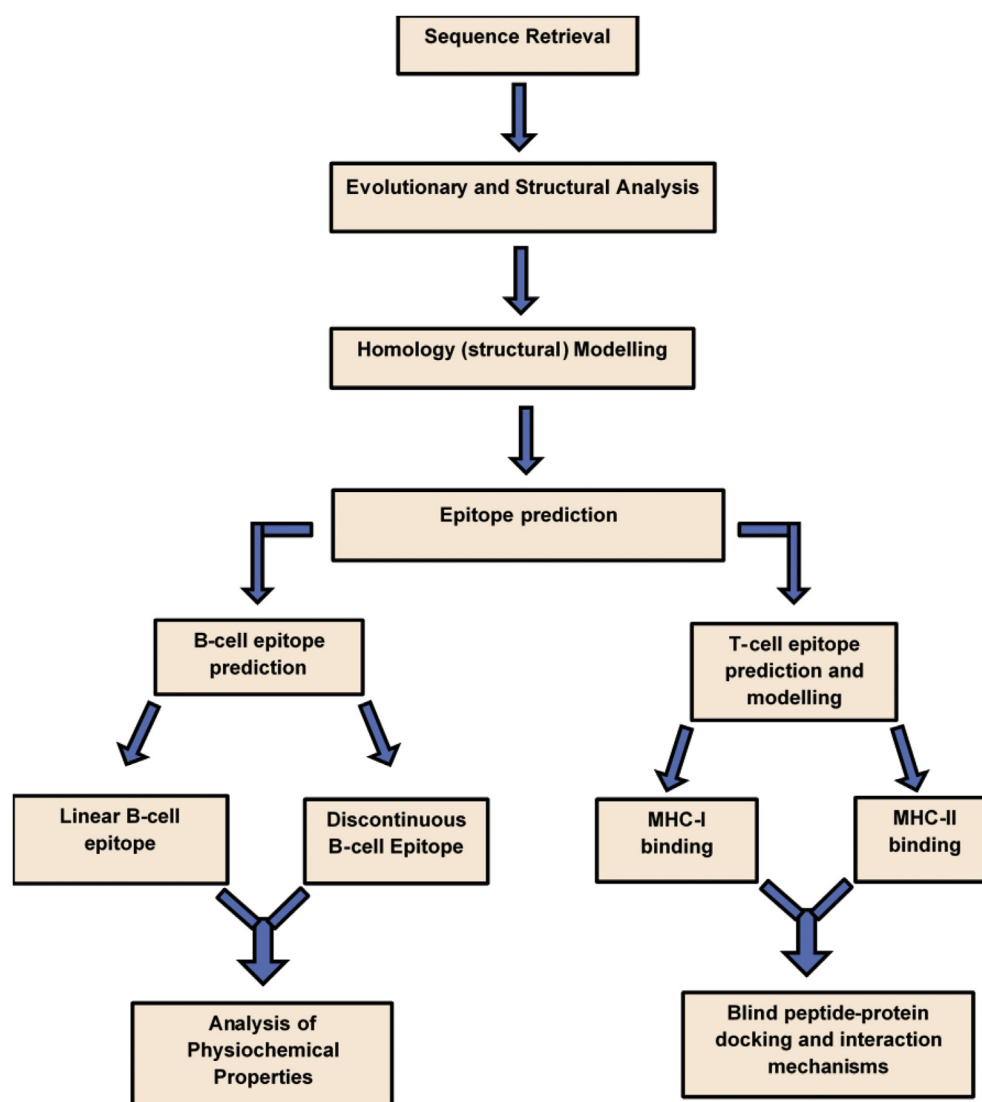 Sequence Retrieval
Evolutionary and Structural Analysis
Homology (structural) Modelling
Epitope prediction
B-cell epitope
prediction
T-cell epitope
prediction and
modelling
Linear B-cell
epitope
Discontinuous
B-cell Epitope
MHC-I
binding
MHC-II
binding
Analysis of
Physiochemical
Properties
Blind peptide-protein
docking and interaction
mechanisms